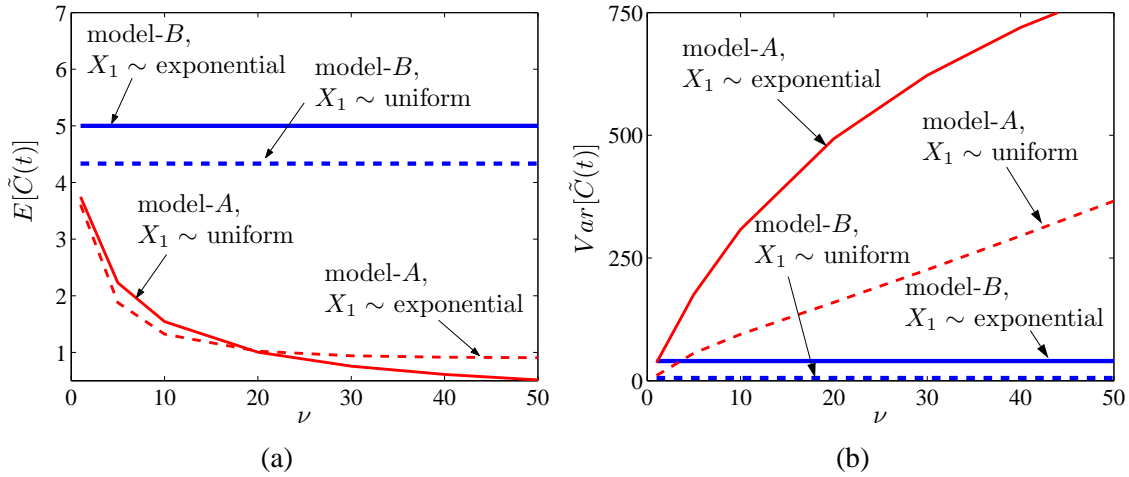 7
6
5
4
3
2
1
E[C̃(t)]
model-B,
X₁ ∼ exponential
model-B,
X₁ ∼ uniform
model-A,
X₁ ∼ uniform
model-A,
X₁ ∼ exponential
0 10 20 30 40 50
ν
(a)
750
500
250
0
Var[C̃(t)]
model-A,
X₁ ∼ exponential
model-A,
X₁ ∼ uniform
model-B,
X₁ ∼ uniform
model-B,
X₁ ∼ exponential
0 10 20 30 40 50
ν
(b)